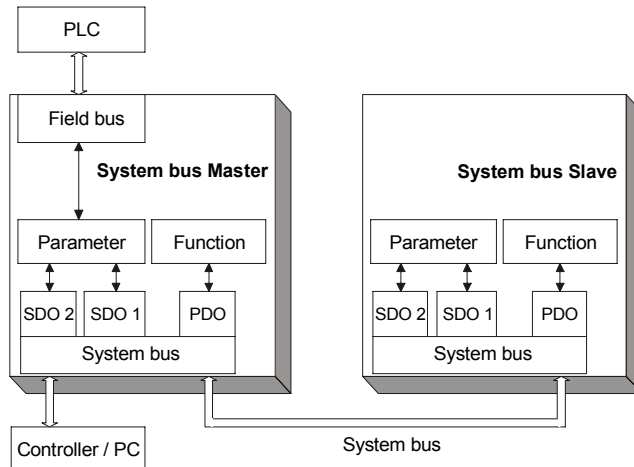 PLC
Field bus
System bus Master
Parameter
Function
SDO 2
SDO 1
PDO
System bus
Controller / PC
System bus Slave
Parameter
Function
SDO 2
SDO 1
PDO
System bus
System bus